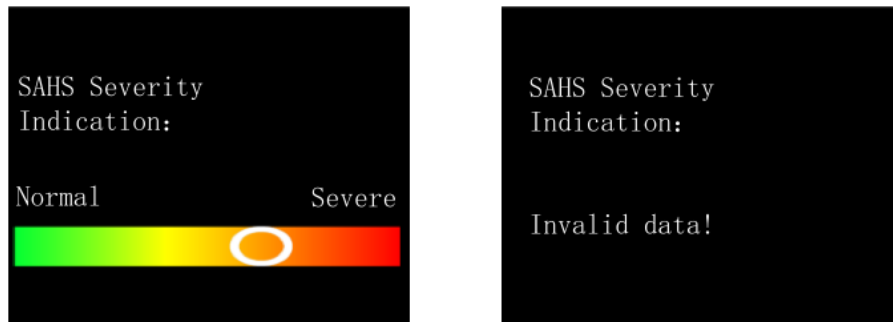 SAHS Severity
Indication:
Normal Severe
SAHS Severity
Indication:
Invalid data!